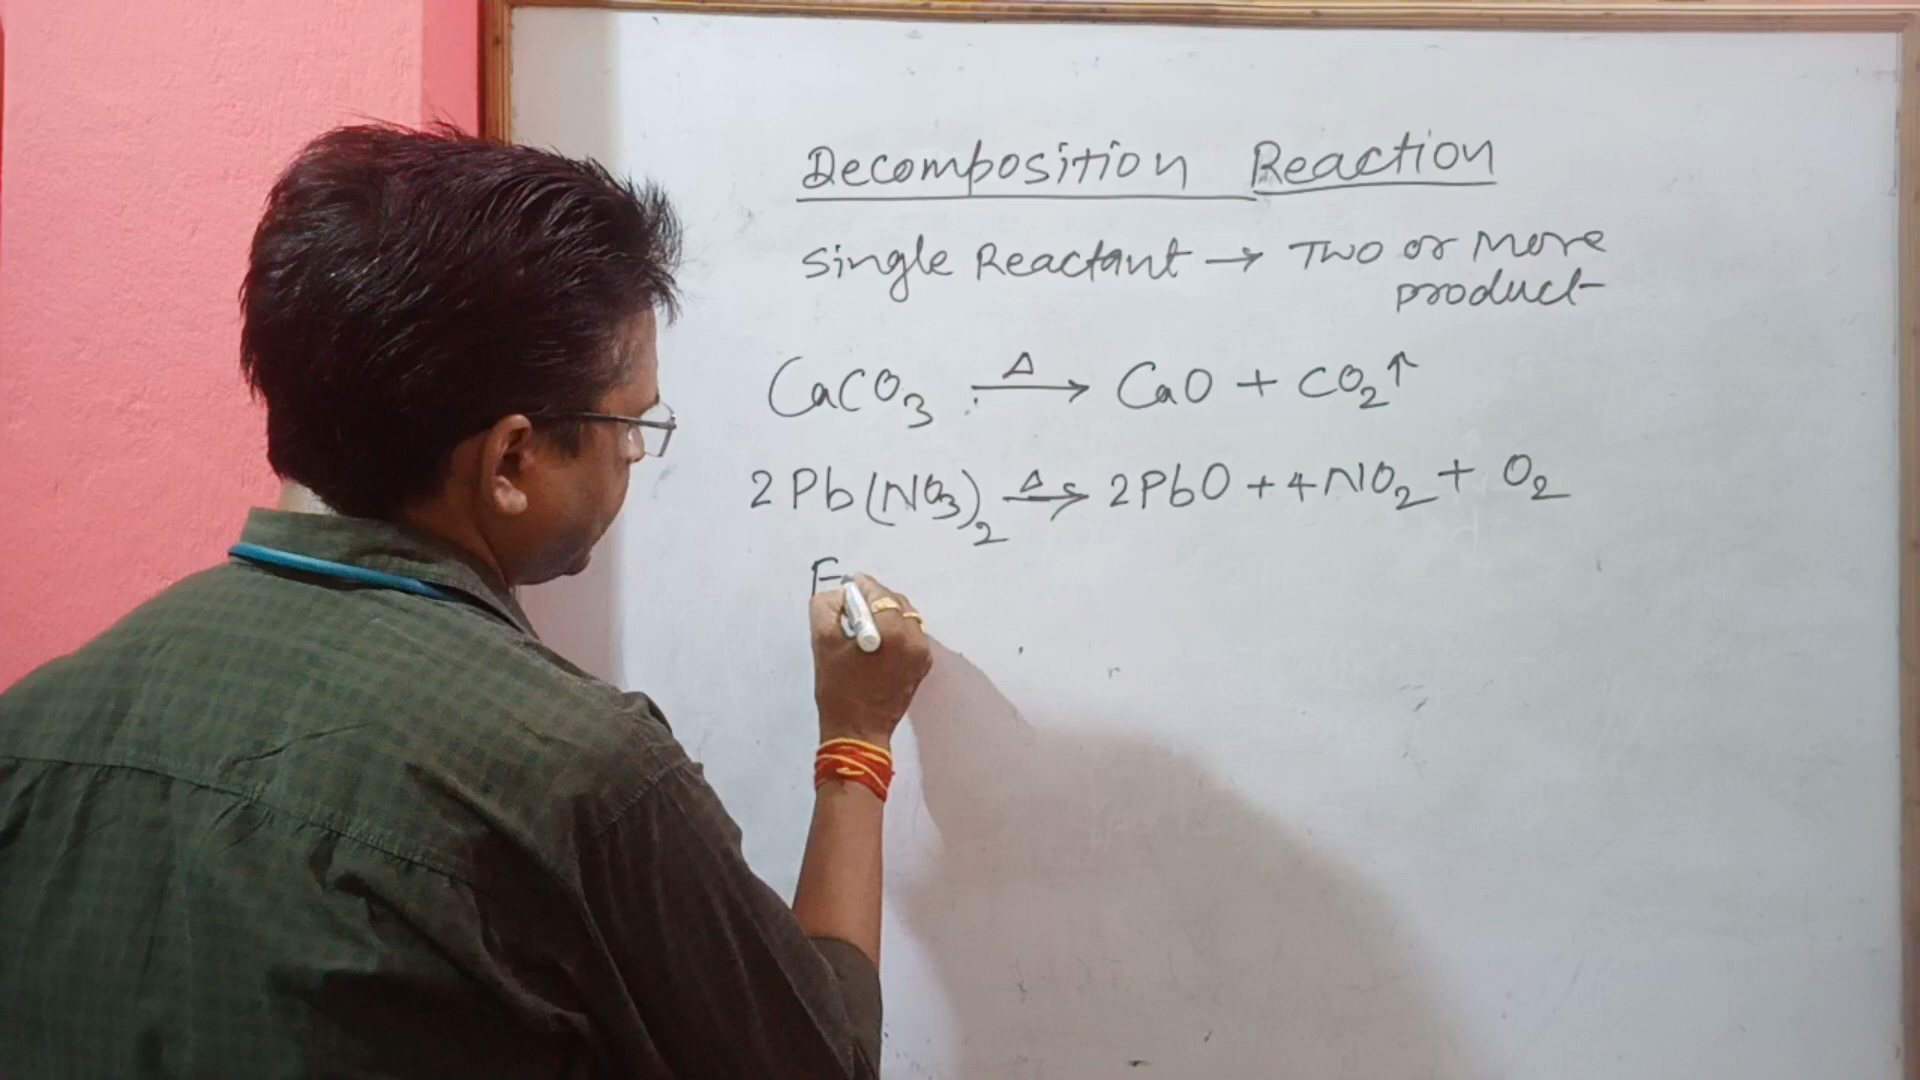 Decomposition Reaction
Single Reactant → Two or More
product
CaCO₃ —Δ→ CaO + CO₂↑
2Pb(NO₃)₂ —Δ→ 2PbO + 4NO₂ + O₂
F